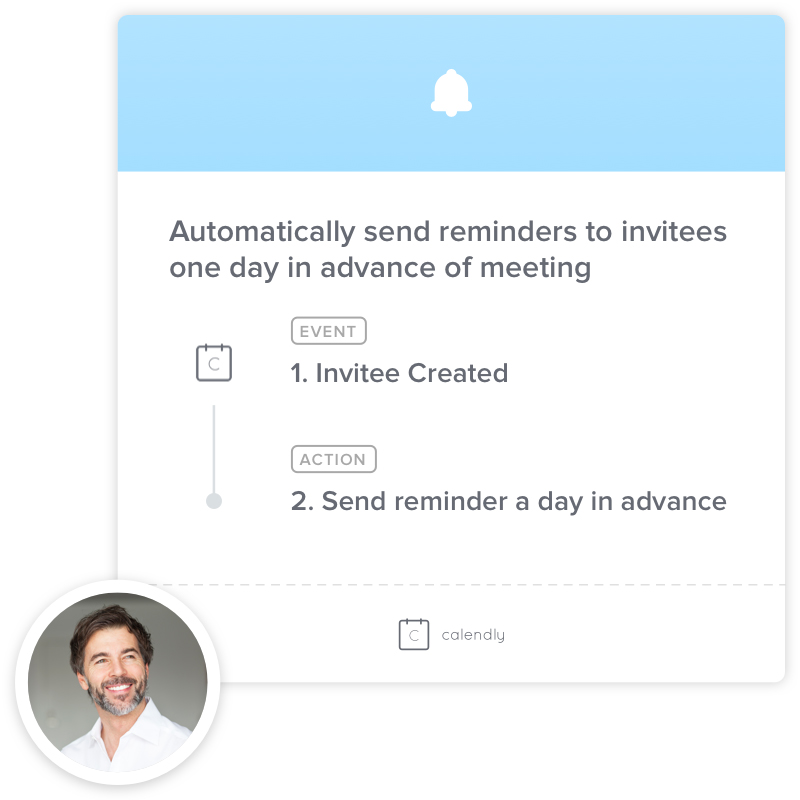 Automatically send reminders to invitees
one day in advance of meeting
EVENT
C
1. Invitee Created
ACTION
2. Send reminder a day in advance
C calendly